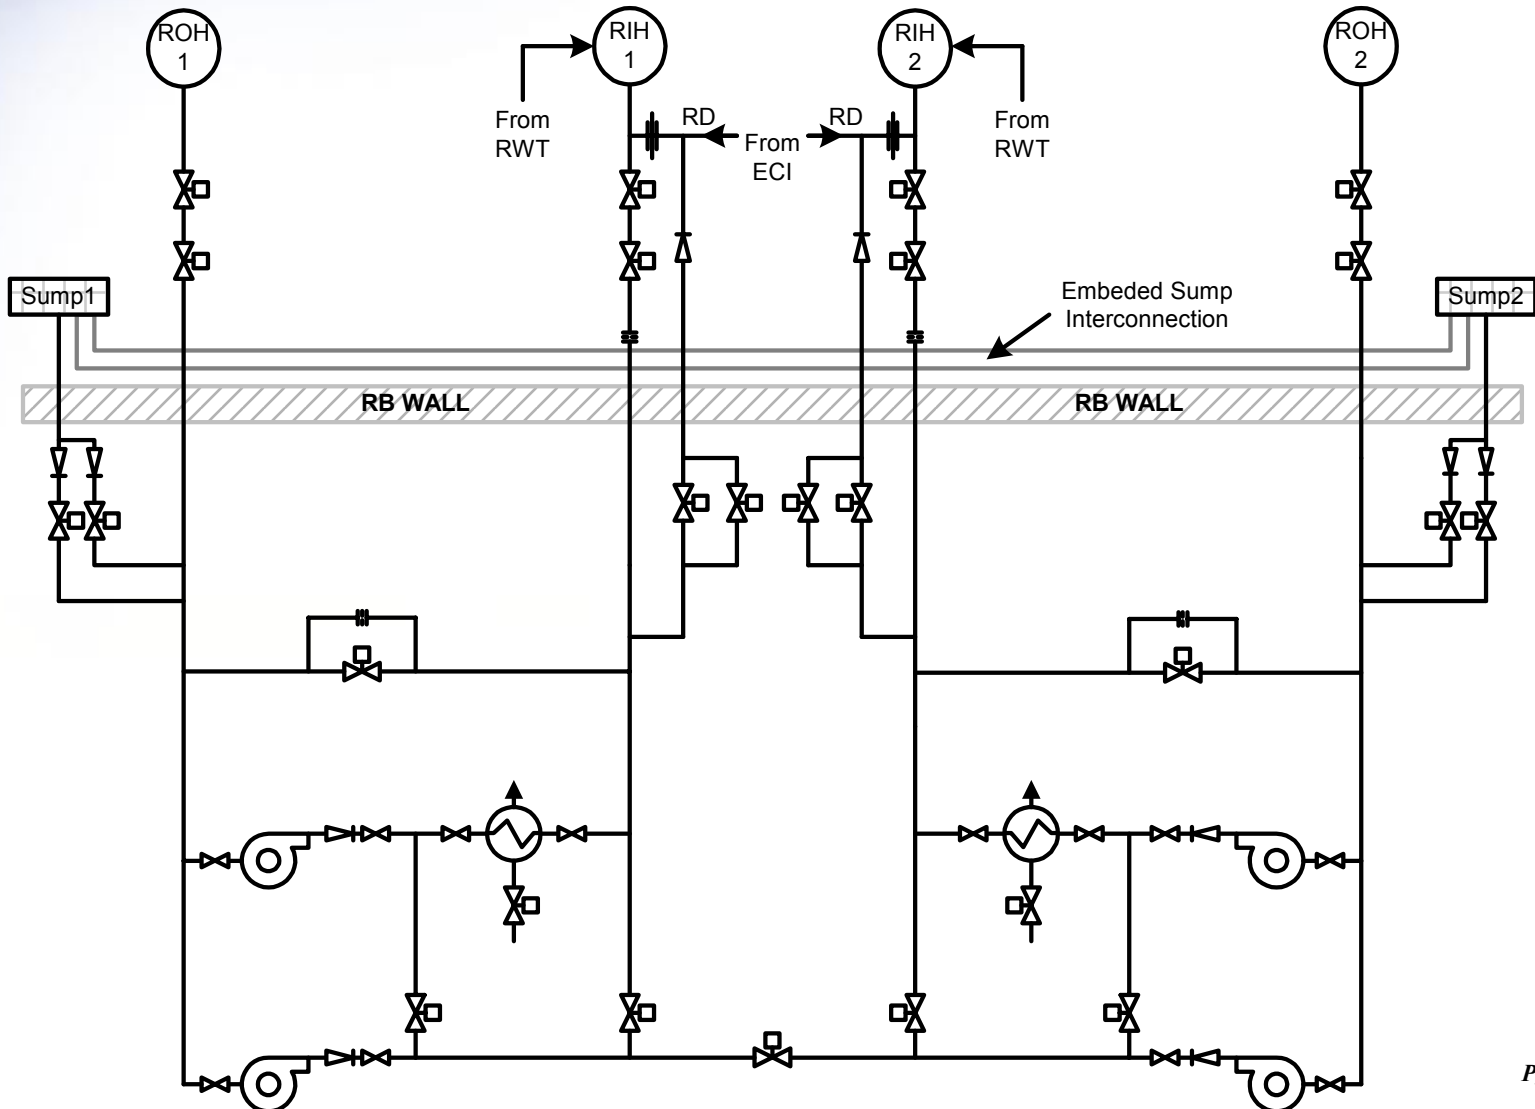 ROH
1
RIH
1
RIH
2
ROH
2
From
RWT
RD
From
ECI
RD
From
RWT
Sump1
Embeded Sump
Interconnection
Sump2
RB WALL
RB WALL
P